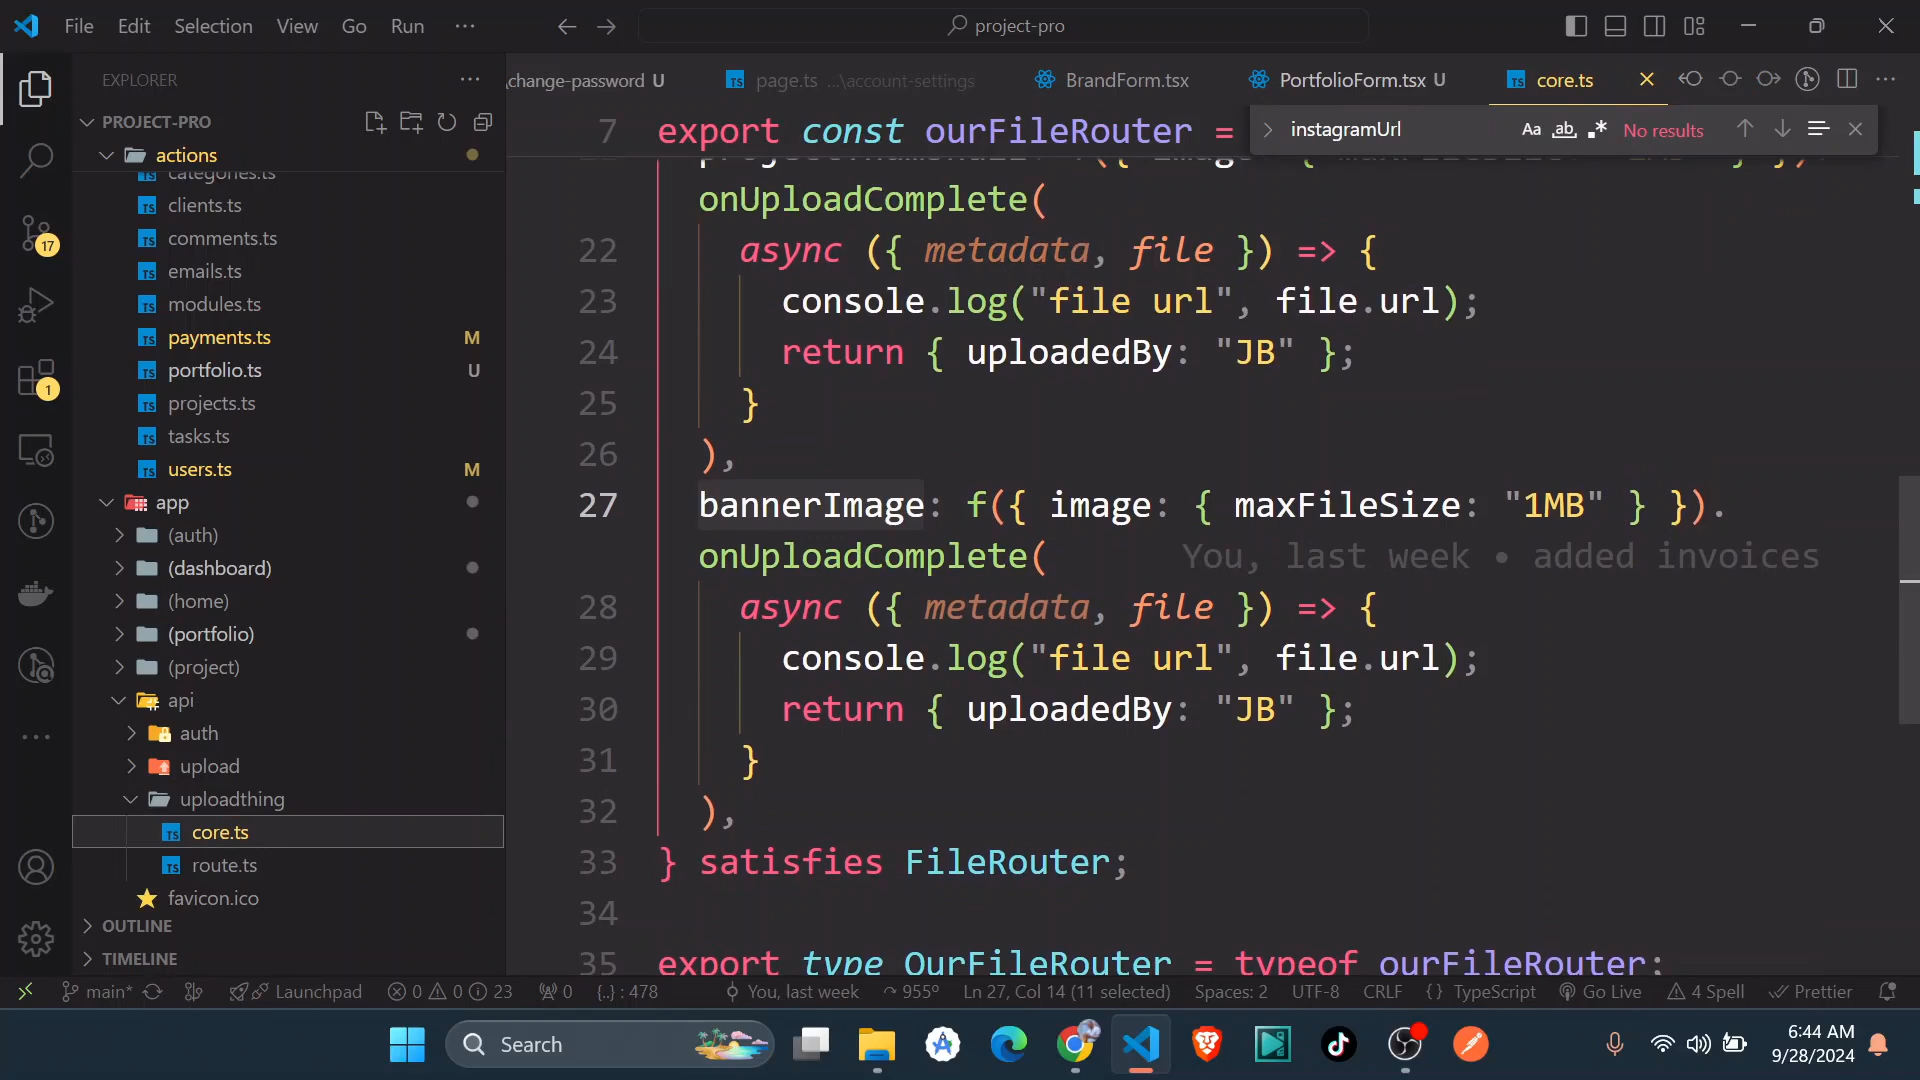 File Edit Selection View Go Run ···
project-pro
EXPLORER
change-password U
page.ts ...\account-settings
BrandForm.tsx
PortfolioForm.tsx U
core.ts
PROJECT-PRO
instagramUrl
Aa ab .* No results
actions
categories.ts
clients.ts
comments.ts
emails.ts
modules.ts
payments.ts M
portfolio.ts U
projects.ts
tasks.ts
users.ts M
app
(auth)
(dashboard)
(home)
(portfolio)
(project)
api
auth
upload
uploadthing
core.ts
route.ts
favicon.ico
OUTLINE
TIMELINE
17
1
7 export const ourFileRouter =
onUploadComplete(
22 async ({ metadata, file }) => {
23 console.log("file url", file.url);
24 return { uploadedBy: "JB" };
25 }
26 ),
27 bannerImage: f({ image: { maxFileSize: "1MB" } }).
onUploadComplete( You, last week • added invoices
28 async ({ metadata, file }) => {
29 console.log("file url", file.url);
30 return { uploadedBy: "JB" };
31 }
32 ),
33 } satisfies FileRouter;
34
35 export type OurFileRouter = typeof ourFileRouter;
main* Launchpad 0 0 23 0 {..} : 478 You, last week 955º Ln 27, Col 14 (11 selected) Spaces: 2 UTF-8 CRLF {} TypeScript Go Live 4 Spell Prettier
Search
6:44 AM
9/28/2024